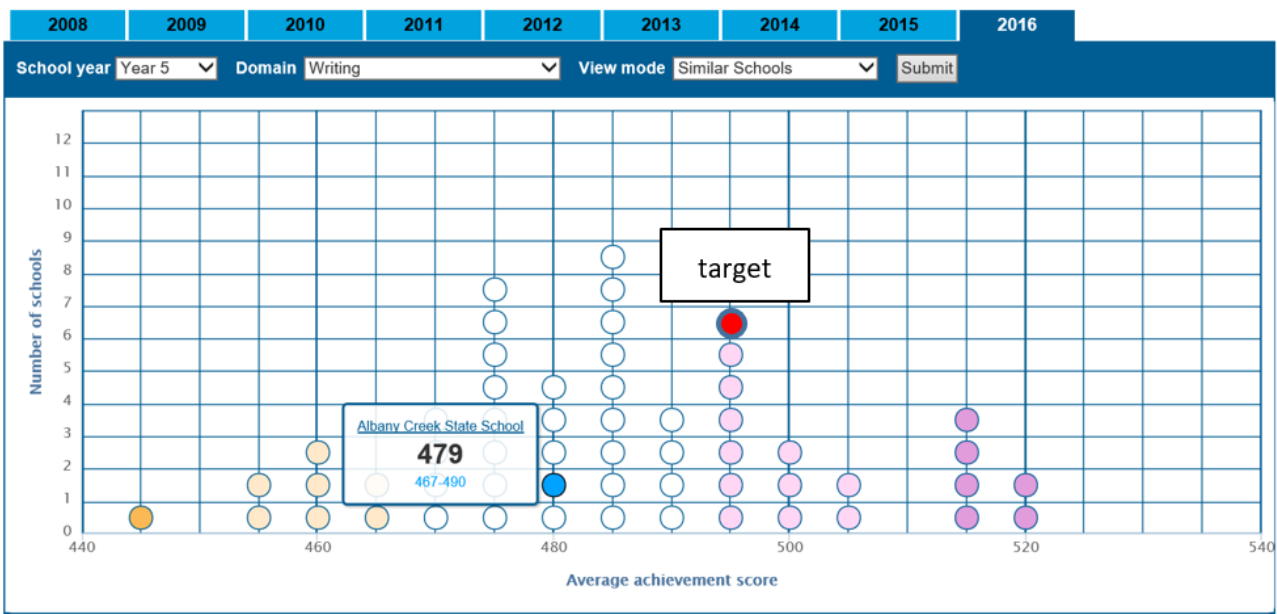 2008 2009 2010 2011 2012 2013 2014 2015 2016
School year Year 5 Domain Writing View mode Similar Schools Submit
12
11
10
9
8
7
6
5
4
3
2
1
0
Number of schools
target
Albany Creek State School
479
467-490
440 460 480 500 520 540
Average achievement score